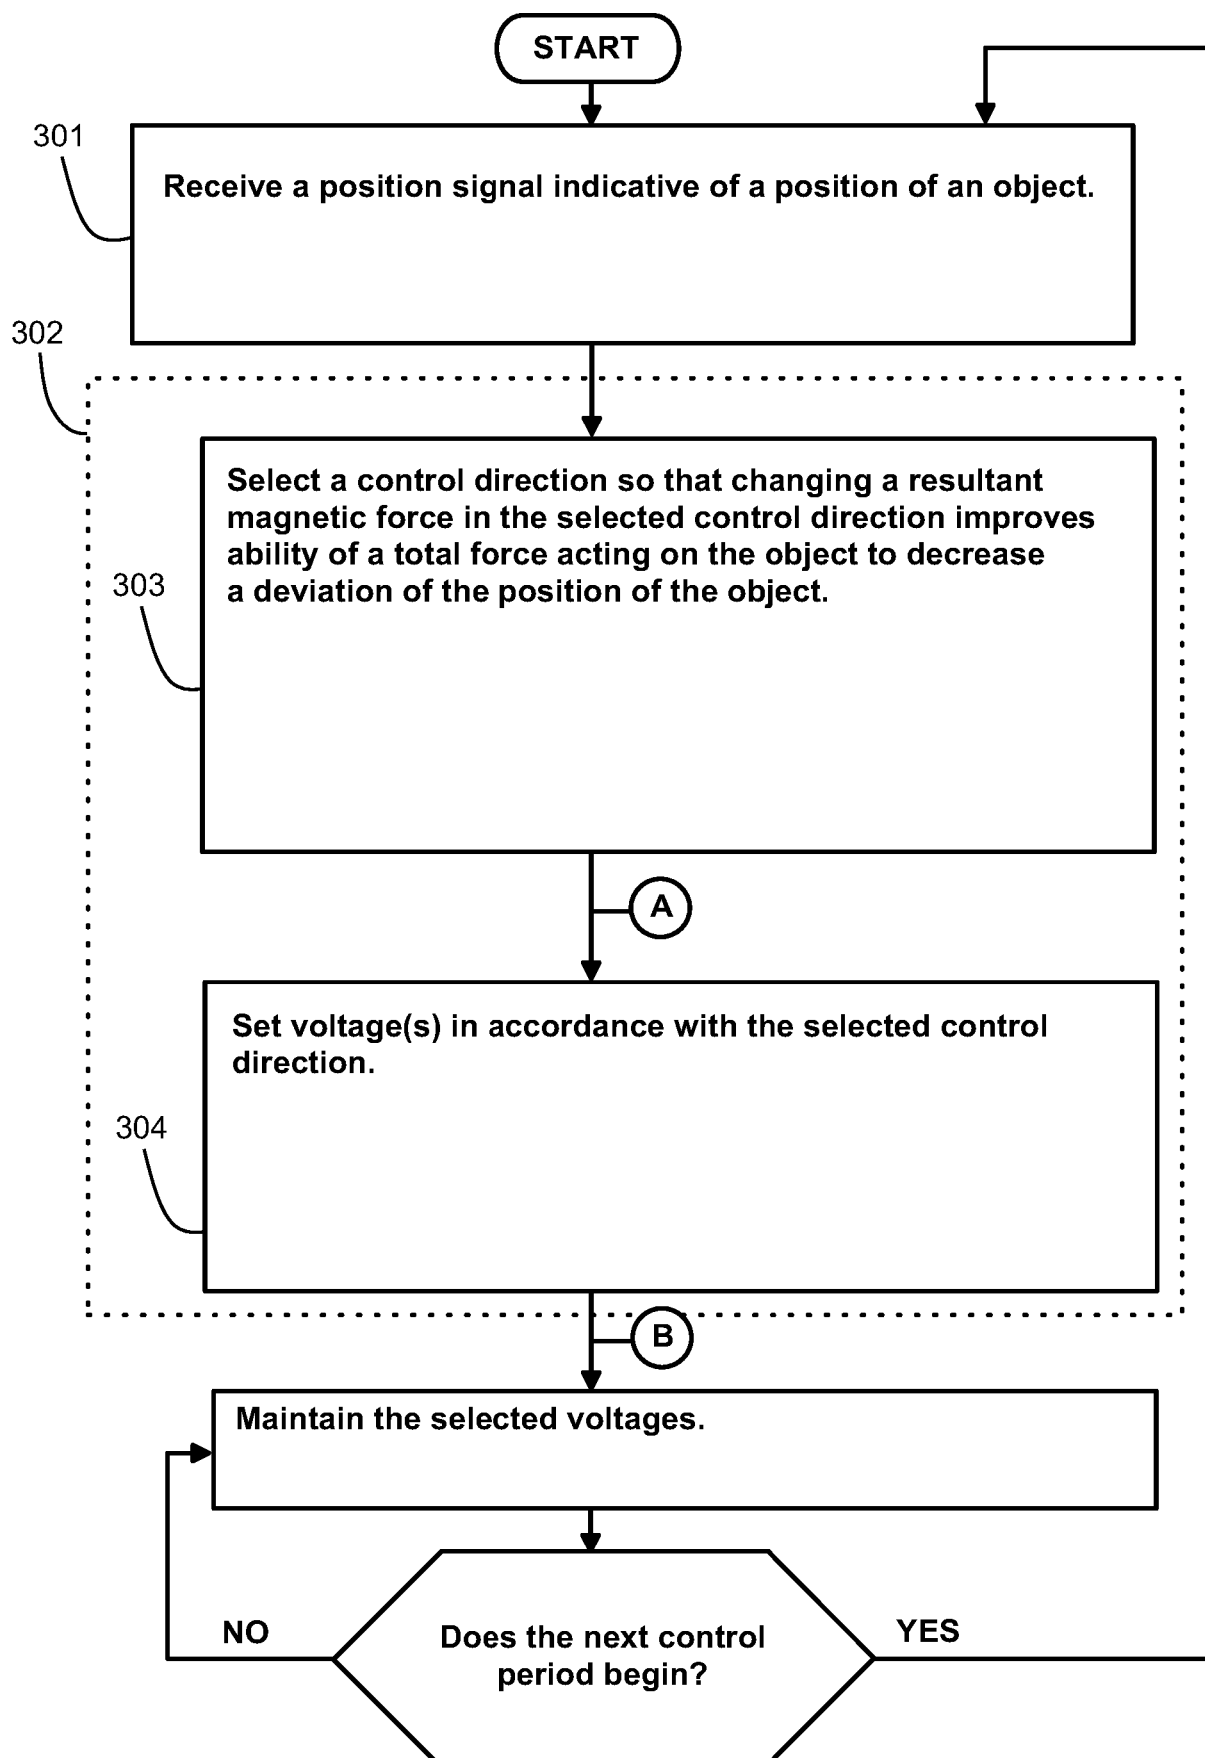 START
301
Receive a position signal indicative of a position of an object.
302
Select a control direction so that changing a resultant
magnetic force in the selected control direction improves
ability of a total force acting on the object to decrease
a deviation of the position of the object.
303
A
Set voltage(s) in accordance with the selected control
direction.
304
B
Maintain the selected voltages.
NO
Does the next control
period begin?
YES